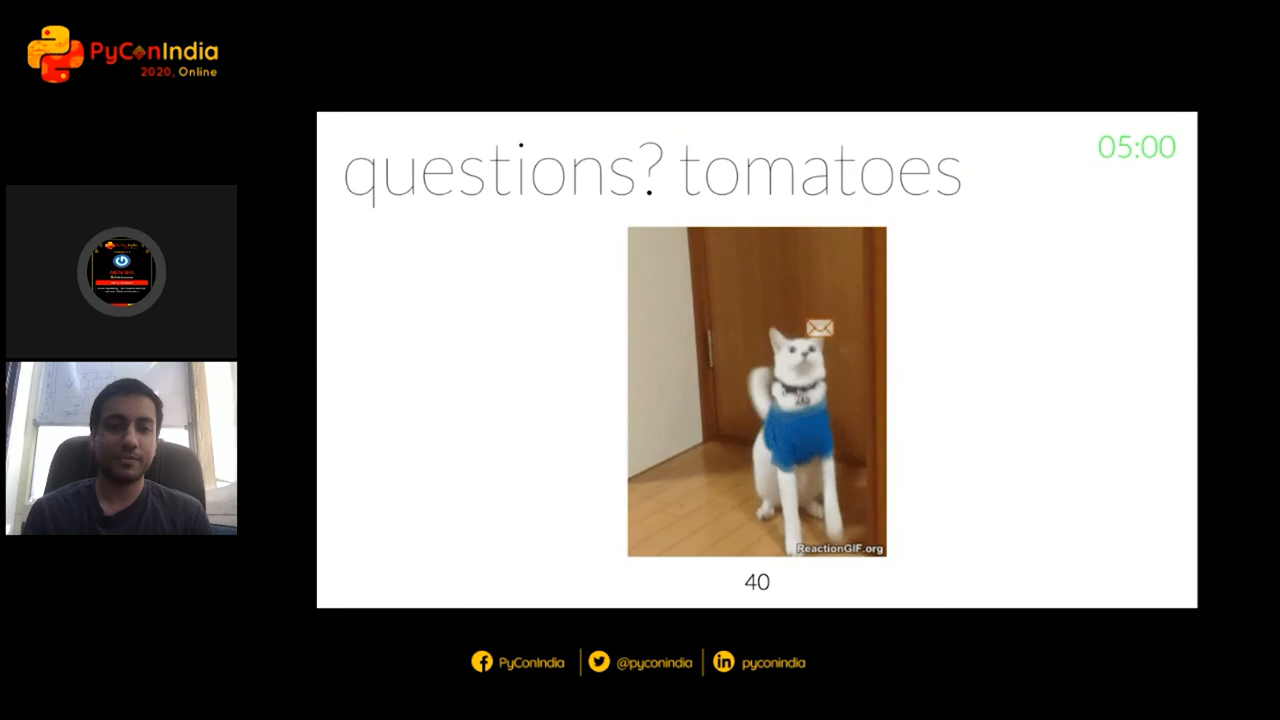 PyConIndia
2020, Online
questions? tomatoes
05:00
ReactionGIF.org
40
PyConIndia
@pyconindia
pyconindia